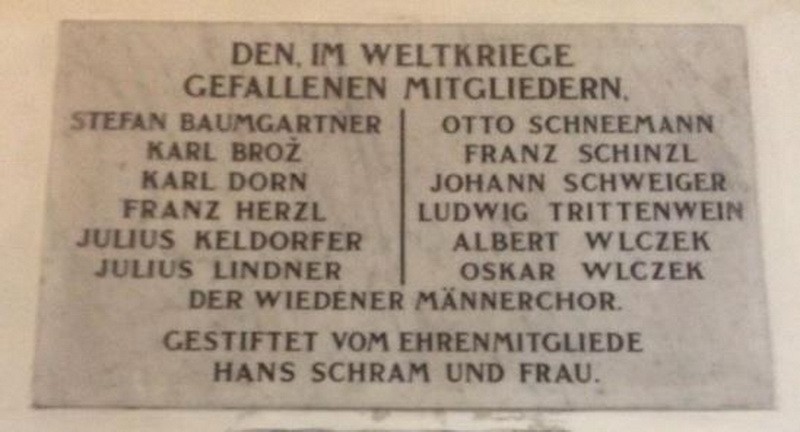 DEN, IM WELTKRIEGE
GEFALLENEN MITGLIEDERN.
STEFAN BAUMGARTNER
KARL BROŽ
KARL DORN
FRANZ HERZL
JULIUS KELDORFER
JULIUS LINDNER
OTTO SCHNEEMANN
FRANZ SCHINZL
JOHANN SCHWEIGER
LUDWIG TRITTENWEIN
ALBERT WLCZEK
OSKAR WLCZEK
DER WIEDENER MÄNNERCHOR.
GESTIFTET VOM EHRENMITGLIEDE
HANS SCHRAM UND FRAU.